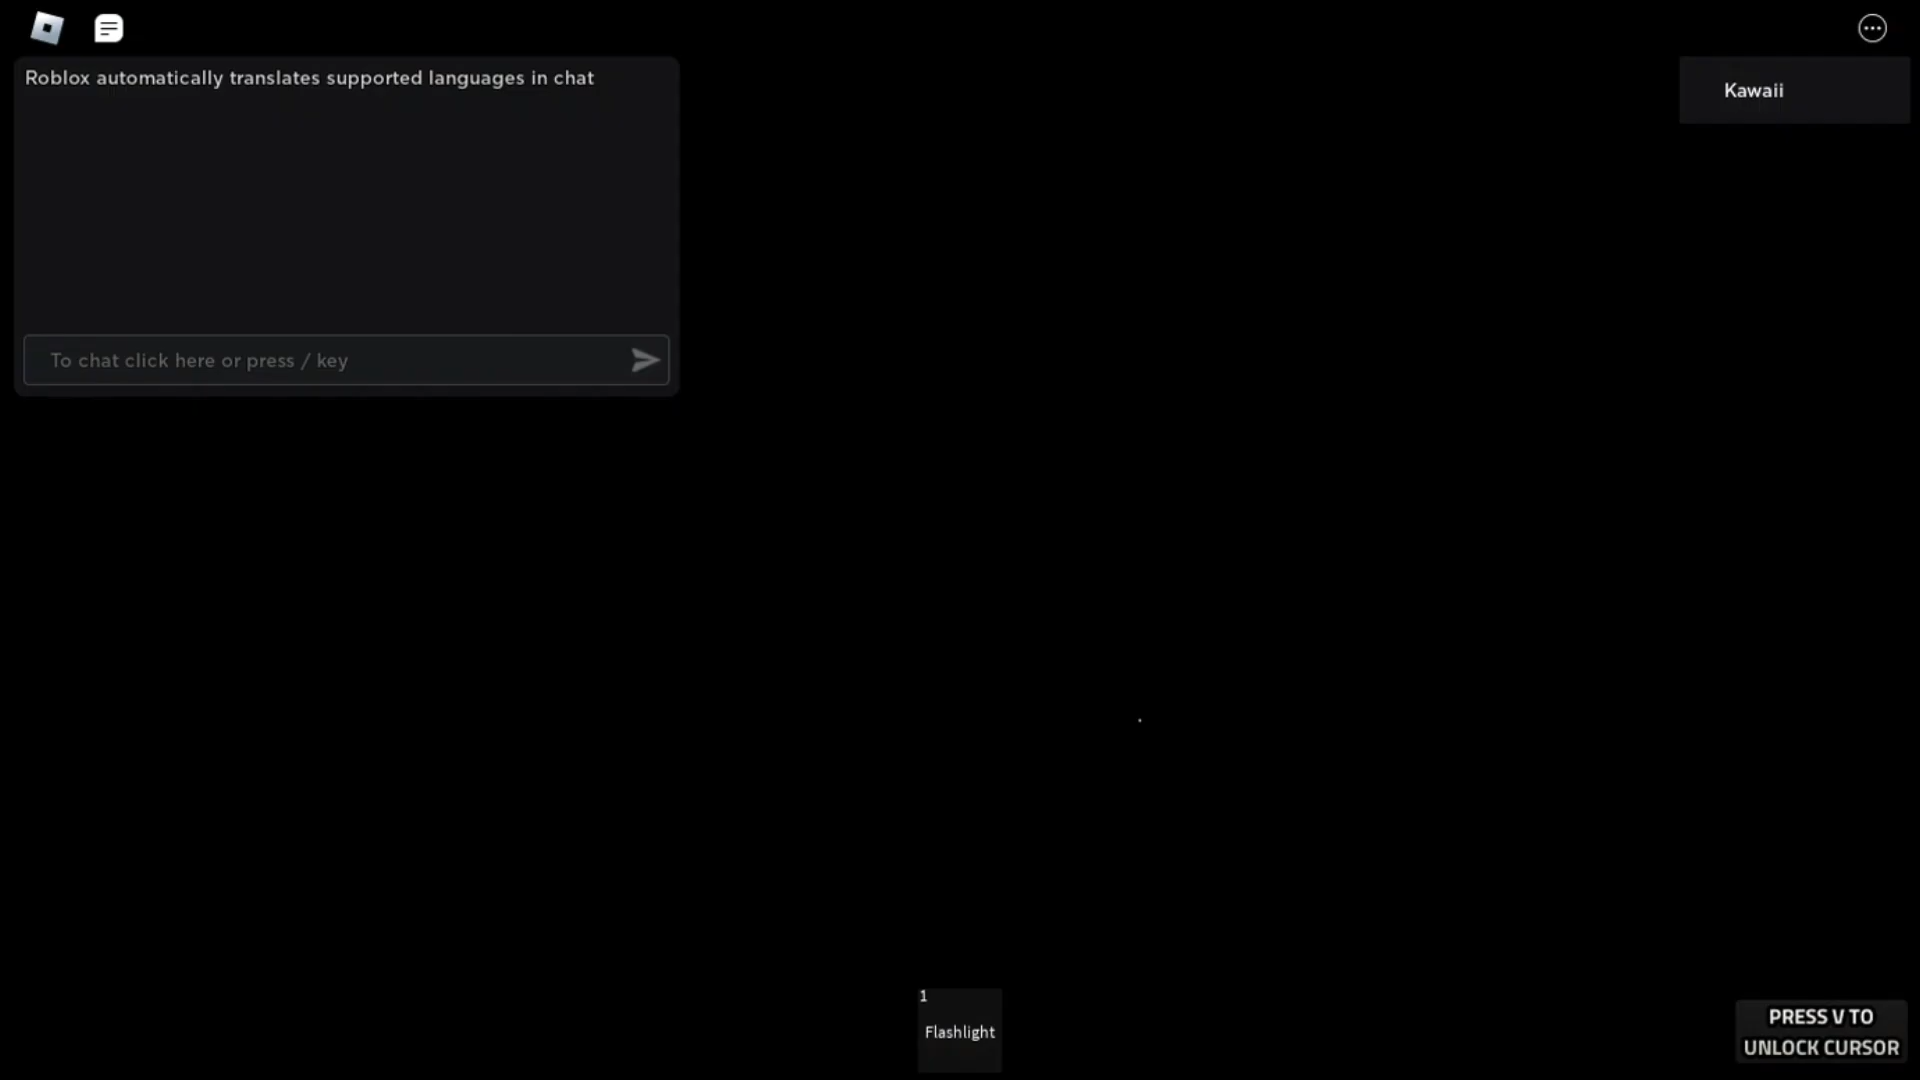 Roblox automatically translates supported languages in chat
Kawaii
To chat click here or press / key
1
Flashlight
PRESS V TO
UNLOCK CURSOR